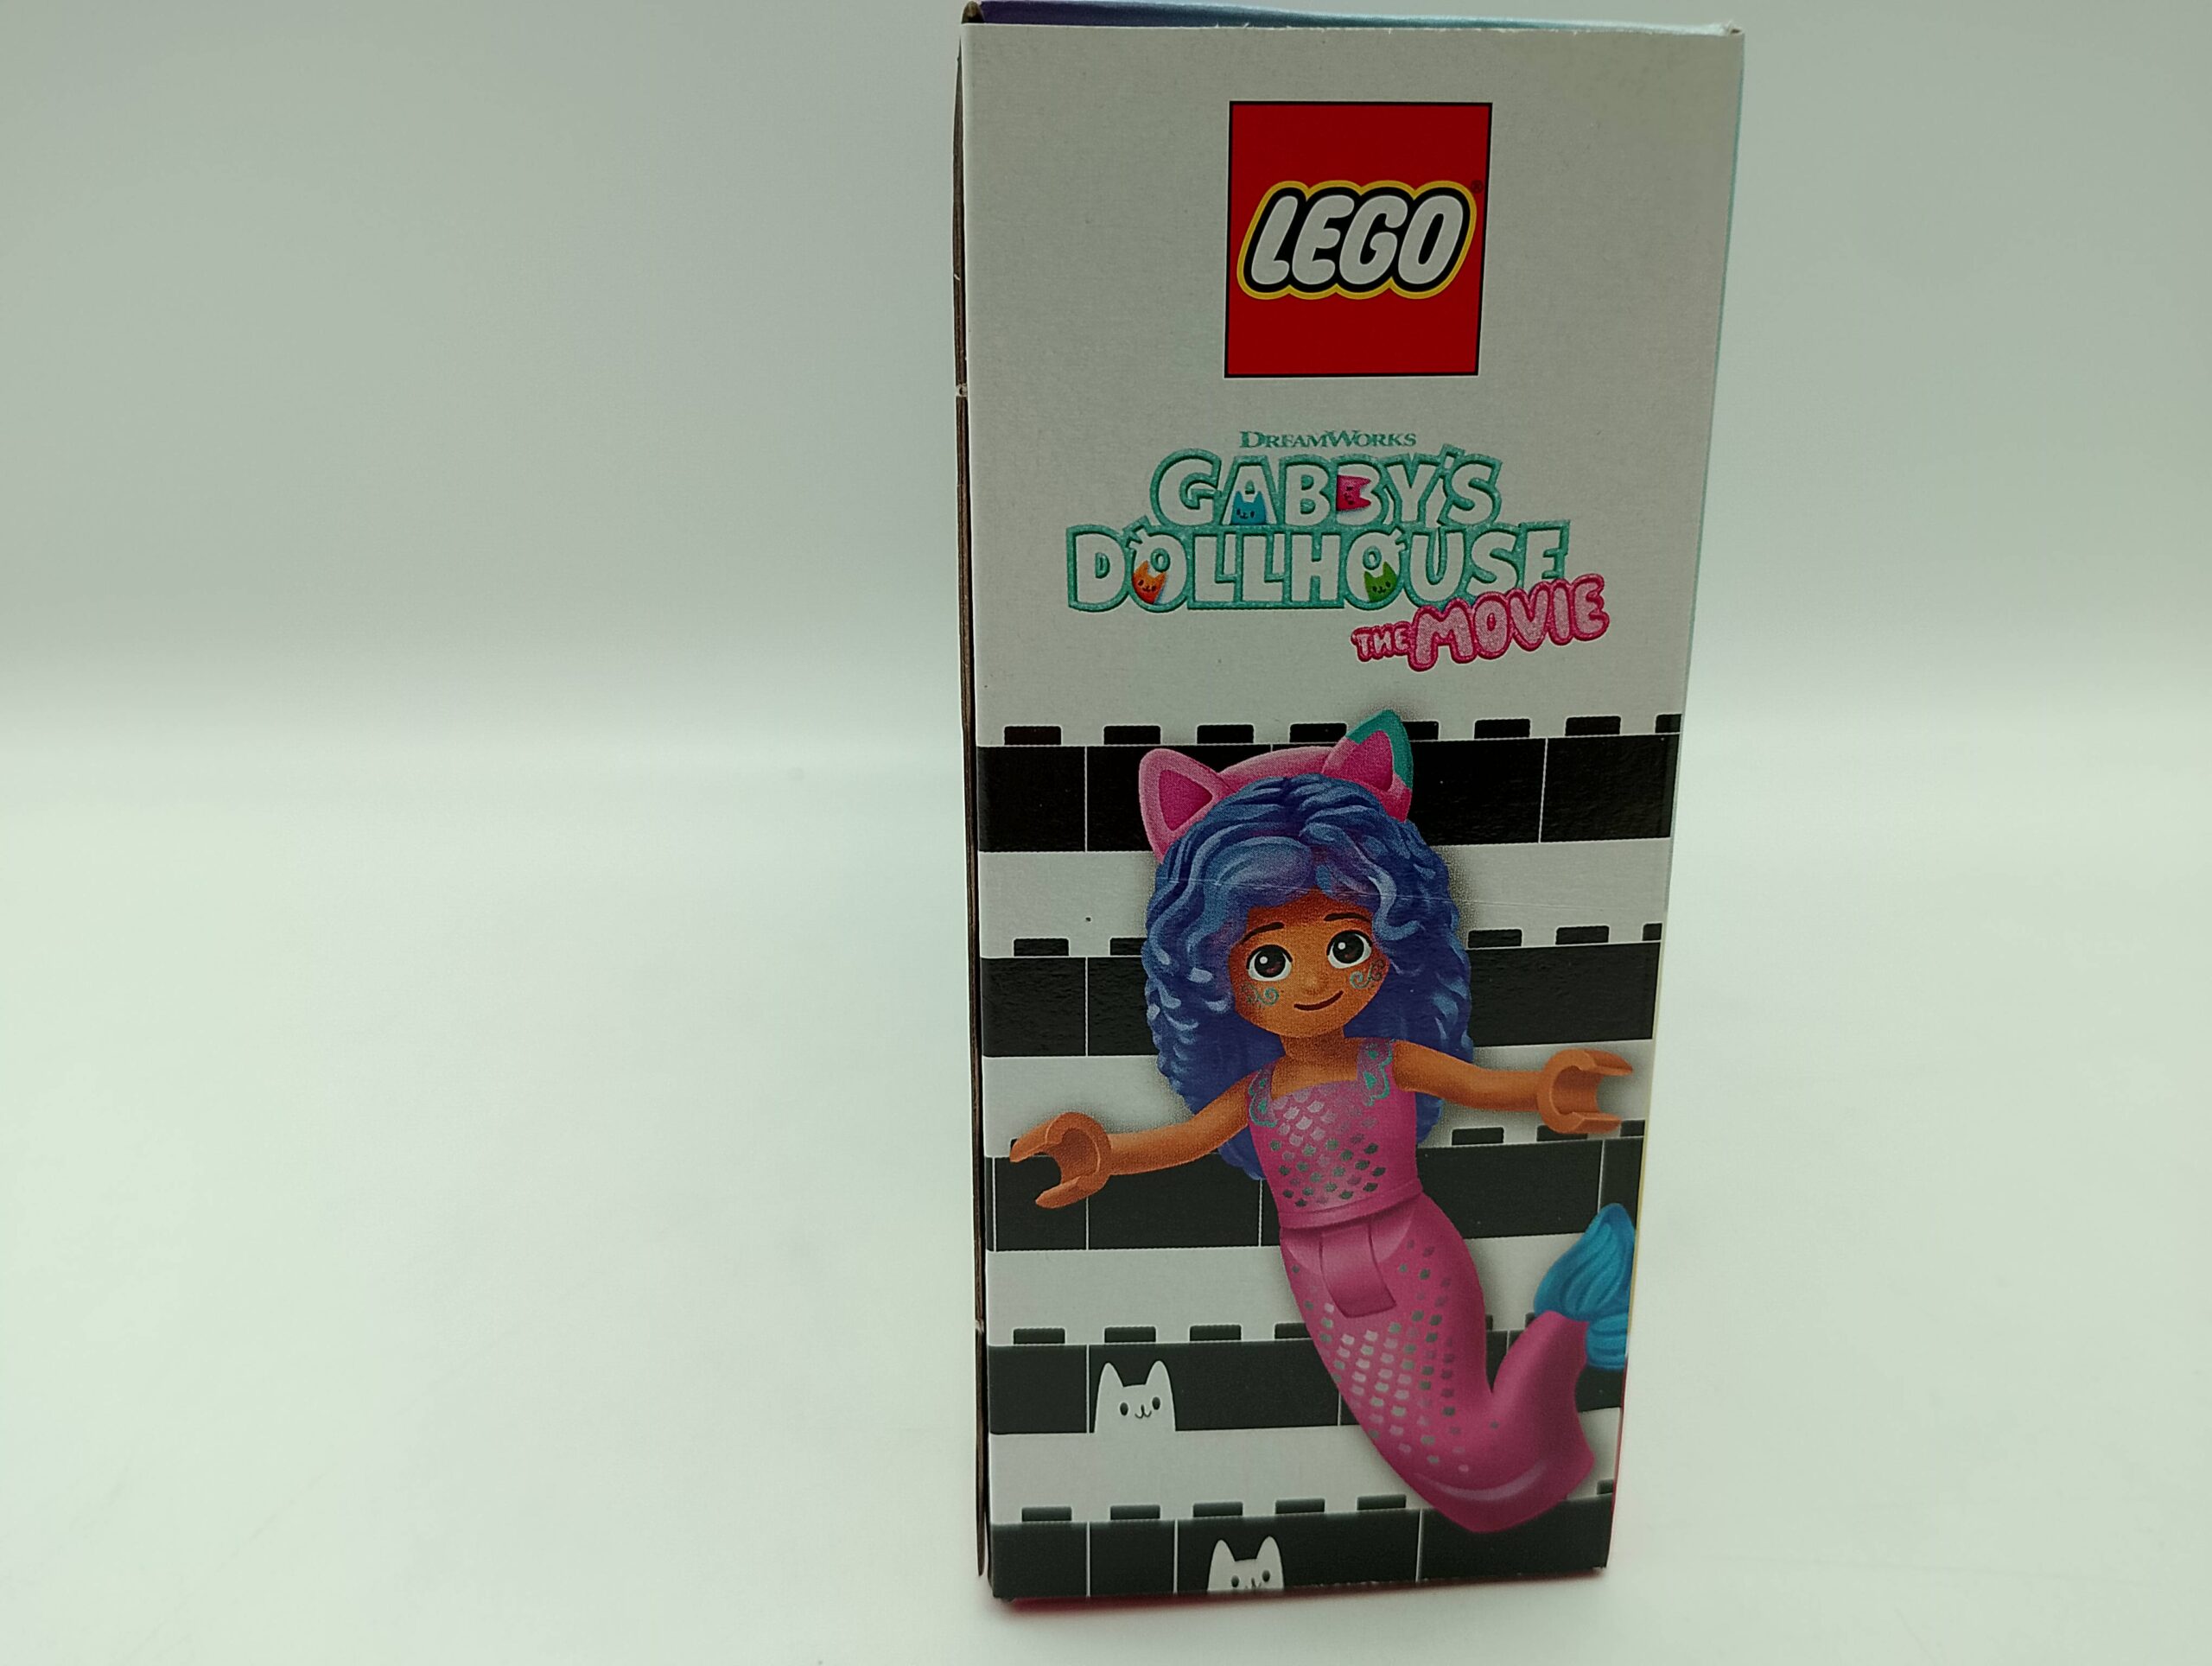 LEGO®
DREAMWORKS
GABBY'S
DOLLHOUSE
THE MOVIE